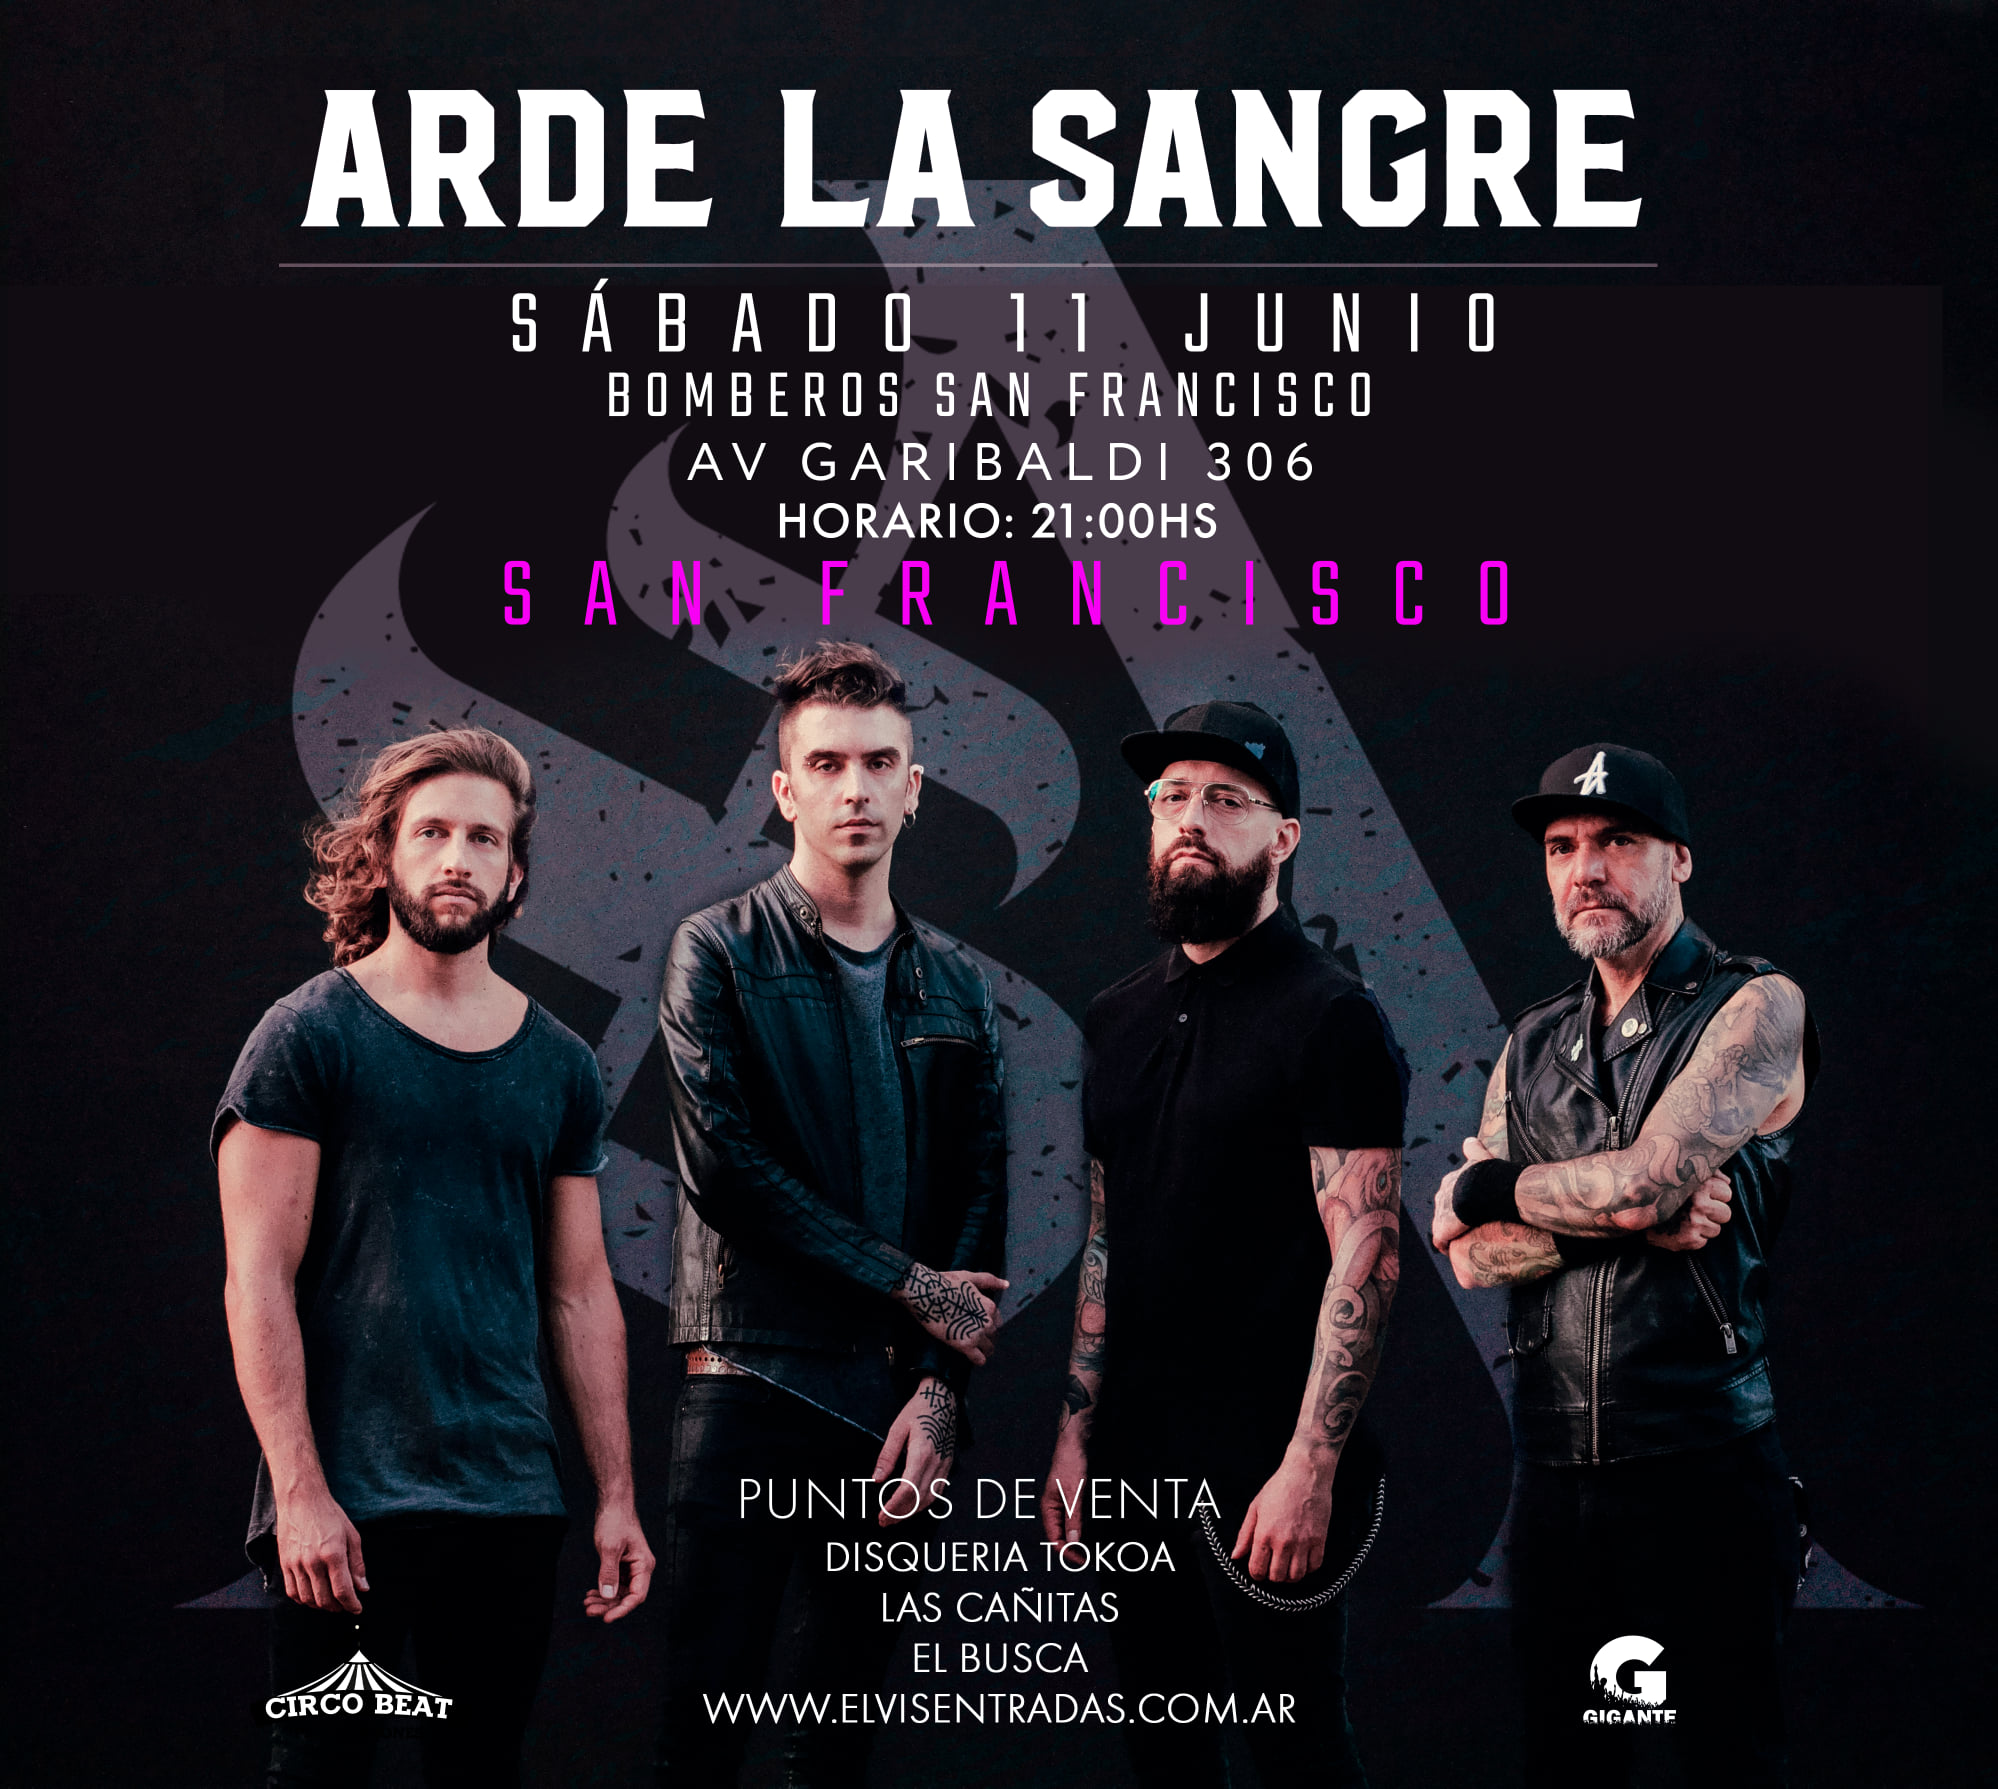 ARDE LA SANGRE
SÁBADO 11 JUNIO
BOMBEROS SAN FRANCISCO
AV GARIBALDI 306
HORARIO: 21:00HS
SAN FRANCISCO
A
PUNTOS DE VENTA
DISQUERIA TOKOA
LAS CAÑITAS
EL BUSCA
WWW.ELVISENTRADAS.COM.AR
CIRCO BEAT
G
GIGANTE